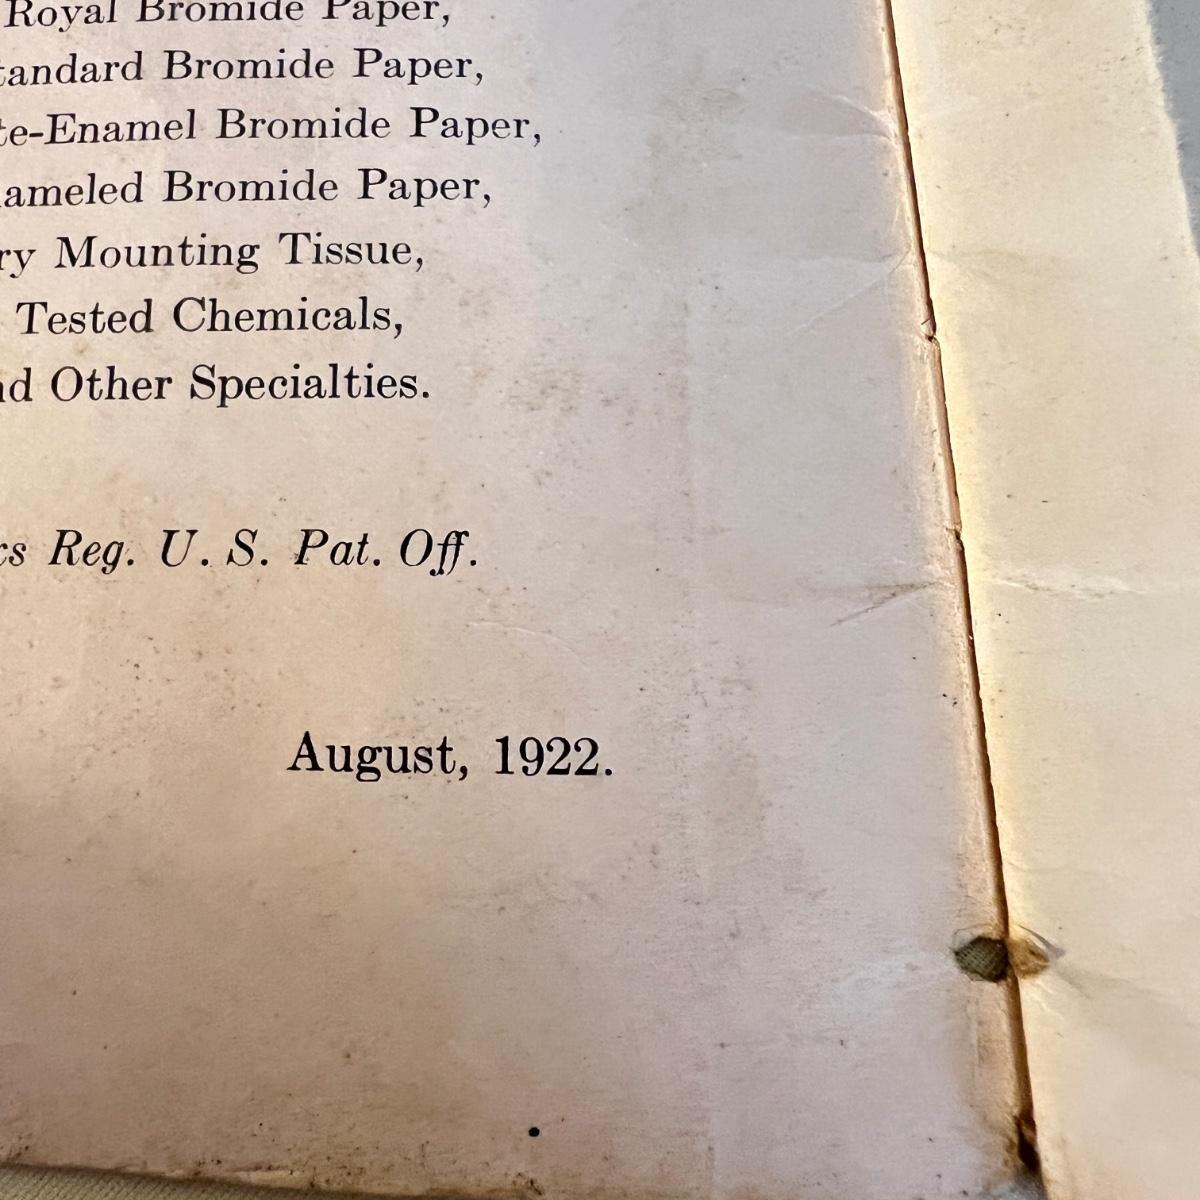 Royal Bromide Paper,
tandard Bromide Paper,
te-Enamel Bromide Paper,
ameled Bromide Paper,
ry Mounting Tissue,
Tested Chemicals,
d Other Specialties.
s Reg. U. S. Pat. Off.
August, 1922.